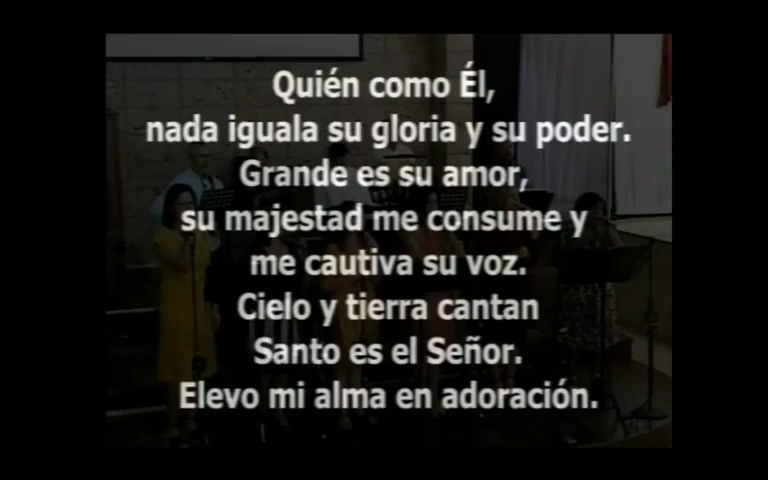 Quién como Él,
nada iguala su gloria y su poder.
Grande es su amor,
su majestad me consume y
me cautiva su voz.
Cielo y tierra cantan
Santo es el Señor.
Elevo mi alma en adoración.